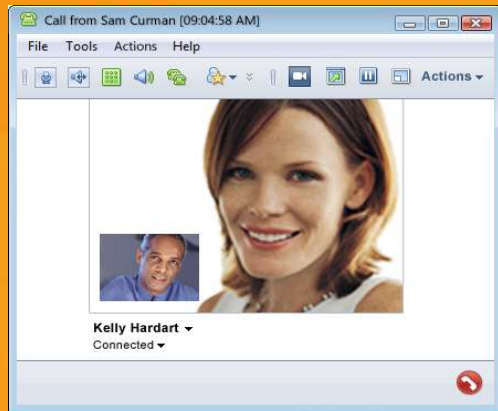 Call from Sam Curman [09:04:58 AM]
File Tools Actions Help
Actions
Kelly Hardart
Connected